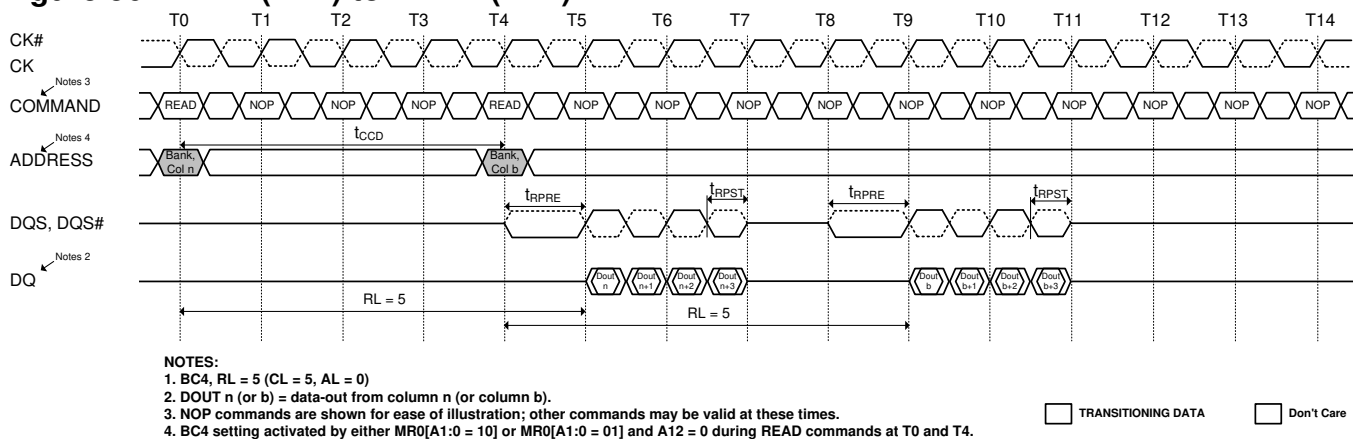 T0 T1 T2 T3 T4 T5 T6 T7 T8 T9 T10 T11 T12 T13 T14
CK#
CK
Notes 3
COMMAND READ NOP NOP NOP READ NOP NOP NOP NOP NOP NOP NOP NOP NOP NOP
Notes 4
tCCD
ADDRESS Bank, Col n Bank, Col b
tRPRE tRPST tRPRE tRPST
DQS, DQS#
Notes 2
DQ Dout n Dout n+1 Dout n+2 Dout n+3 Dout b Dout b+1 Dout b+2 Dout b+3
RL = 5
RL = 5
NOTES:
1. BC4, RL = 5 (CL = 5, AL = 0)
2. DOUT n (or b) = data-out from column n (or column b).
3. NOP commands are shown for ease of illustration; other commands may be valid at these times.
4. BC4 setting activated by either MR0[A1:0 = 10] or MR0[A1:0 = 01] and A12 = 0 during READ commands at T0 and T4.
TRANSITIONING DATA Don't Care